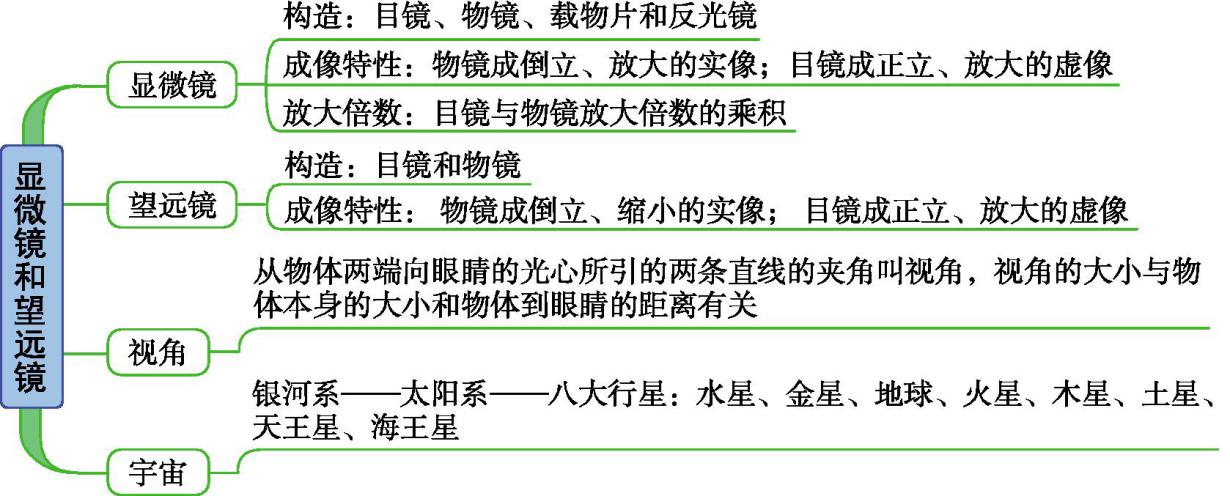 显微镜和望远镜
显微镜
构造：目镜、物镜、载物片和反光镜
成像特性：物镜成倒立、放大的实像；目镜成正立、放大的虚像
放大倍数：目镜与物镜放大倍数的乘积
望远镜
构造：目镜和物镜
成像特性： 物镜成倒立、缩小的实像； 目镜成正立、放大的虚像
视角
从物体两端向眼睛的光心所引的两条直线的夹角叫视角，视角的大小与物
体本身的大小和物体到眼睛的距离有关
宇宙
银河系——太阳系——八大行星：水星、金星、地球、火星、木星、土星、
天王星、海王星